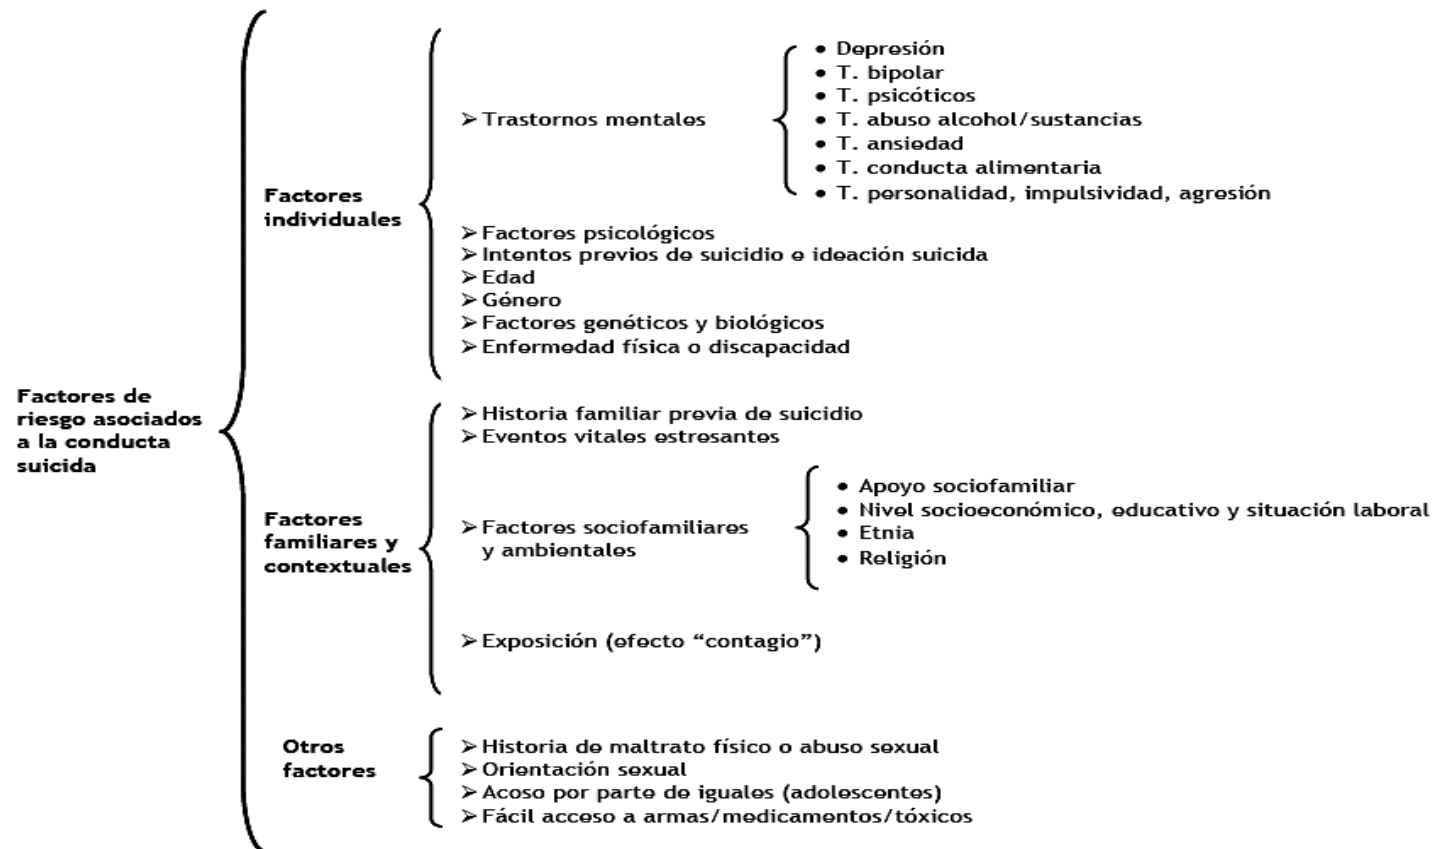 Factores de
riesgo asociados
a la conducta
suicida
Factores
individuales
➢ Trastornos mentales
• Depresión
• T. bipolar
• T. psicóticos
• T. abuso alcohol/sustancias
• T. ansiedad
• T. conducta alimentaria
• T. personalidad, impulsividad, agresión
➢ Factores psicológicos
➢ Intentos previos de suicidio e ideación suicida
➢ Edad
➢ Género
➢ Factores genéticos y biológicos
➢ Enfermedad física o discapacidad
Factores
familiares y
contextuales
➢ Historia familiar previa de suicidio
➢ Eventos vitales estresantes
➢ Factores sociofamiliares
y ambientales
• Apoyo sociofamiliar
• Nivel socioeconómico, educativo y situación laboral
• Etnia
• Religión
➢ Exposición (efecto “contagio”)
Otros
factores
➢ Historia de maltrato físico o abuso sexual
➢ Orientación sexual
➢ Acoso por parte de iguales (adolescentes)
➢ Fácil acceso a armas/medicamentos/tóxicos